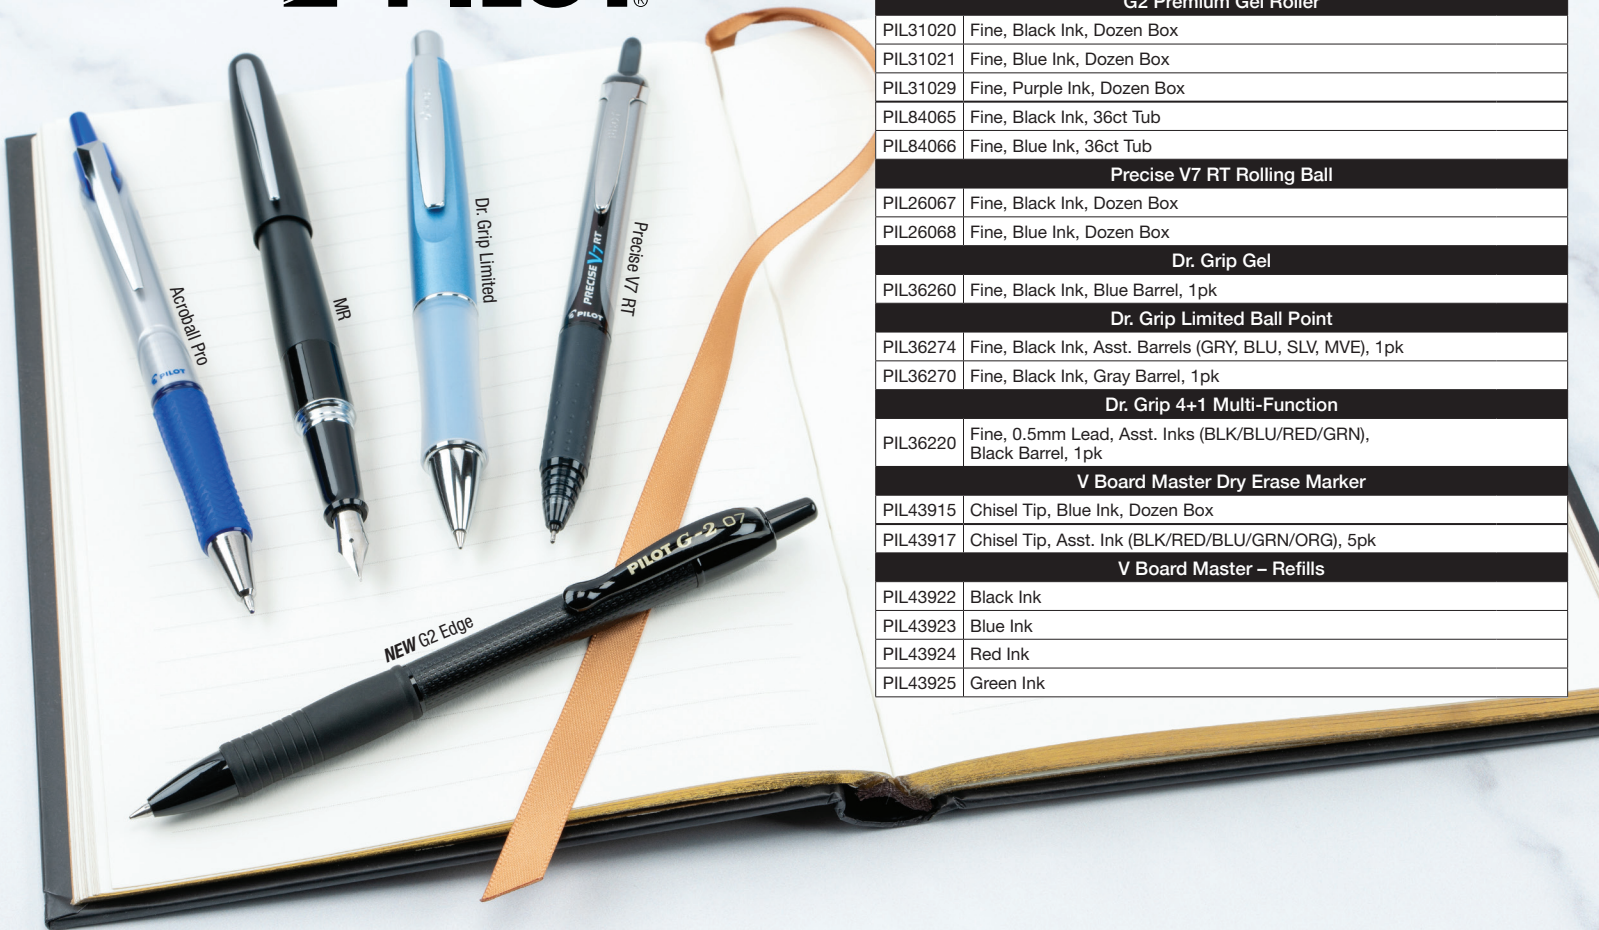 PILOT®
G2 Premium Gel Roller
PIL31020 Fine, Black Ink, Dozen Box
PIL31021 Fine, Blue Ink, Dozen Box
PIL31029 Fine, Purple Ink, Dozen Box
PIL84065 Fine, Black Ink, 36ct Tub
PIL84066 Fine, Blue Ink, 36ct Tub
Precise V7 RT Rolling Ball
PIL26067 Fine, Black Ink, Dozen Box
PIL26068 Fine, Blue Ink, Dozen Box
Dr. Grip Gel
PIL36260 Fine, Black Ink, Blue Barrel, 1pk
Dr. Grip Limited Ball Point
PIL36274 Fine, Black Ink, Asst. Barrels (GRY, BLU, SLV, MVE), 1pk
PIL36270 Fine, Black Ink, Gray Barrel, 1pk
Dr. Grip 4+1 Multi-Function
PIL36220 Fine, 0.5mm Lead, Asst. Inks (BLK/BLU/RED/GRN),
Black Barrel, 1pk
V Board Master Dry Erase Marker
PIL43915 Chisel Tip, Blue Ink, Dozen Box
PIL43917 Chisel Tip, Asst. Ink (BLK/RED/BLU/GRN/ORG), 5pk
V Board Master – Refills
PIL43922 Black Ink
PIL43923 Blue Ink
PIL43924 Red Ink
PIL43925 Green Ink
Acroball Pro
PILOT
MR
Dr. Grip Limited
Precise V7 RT
PRECISE V7 RT
PILOT
NEW G2 Edge
PILOT G-2 07